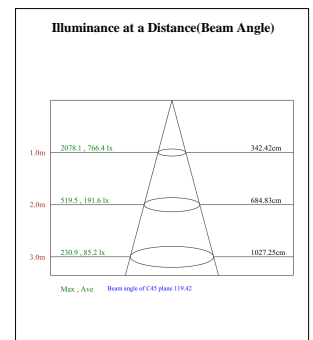 Illuminance at a Distance(Beam Angle)
1.0m 2078.1 , 766.4 lx 342.42cm
2.0m 519.5 , 191.6 lx 684.83cm
3.0m 230.9 , 85.2 lx 1027.25cm
Max , Ave Beam angle of C45 plane 119.42